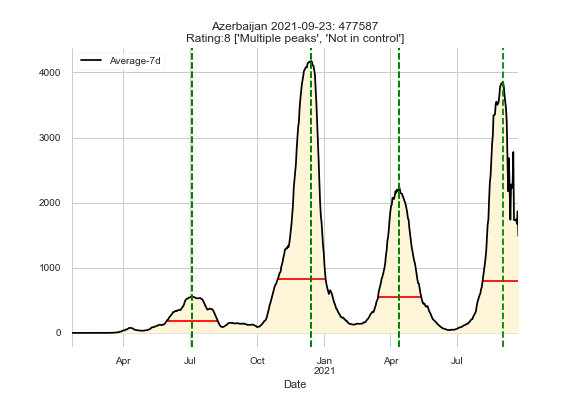 Azerbaijan 2021-09-23: 477587
Rating:8 ['Multiple peaks', 'Not in control']
Average-7d
4000
3000
2000
1000
0
Apr
Jul
Oct
Jan
2021
Apr
Jul
Date